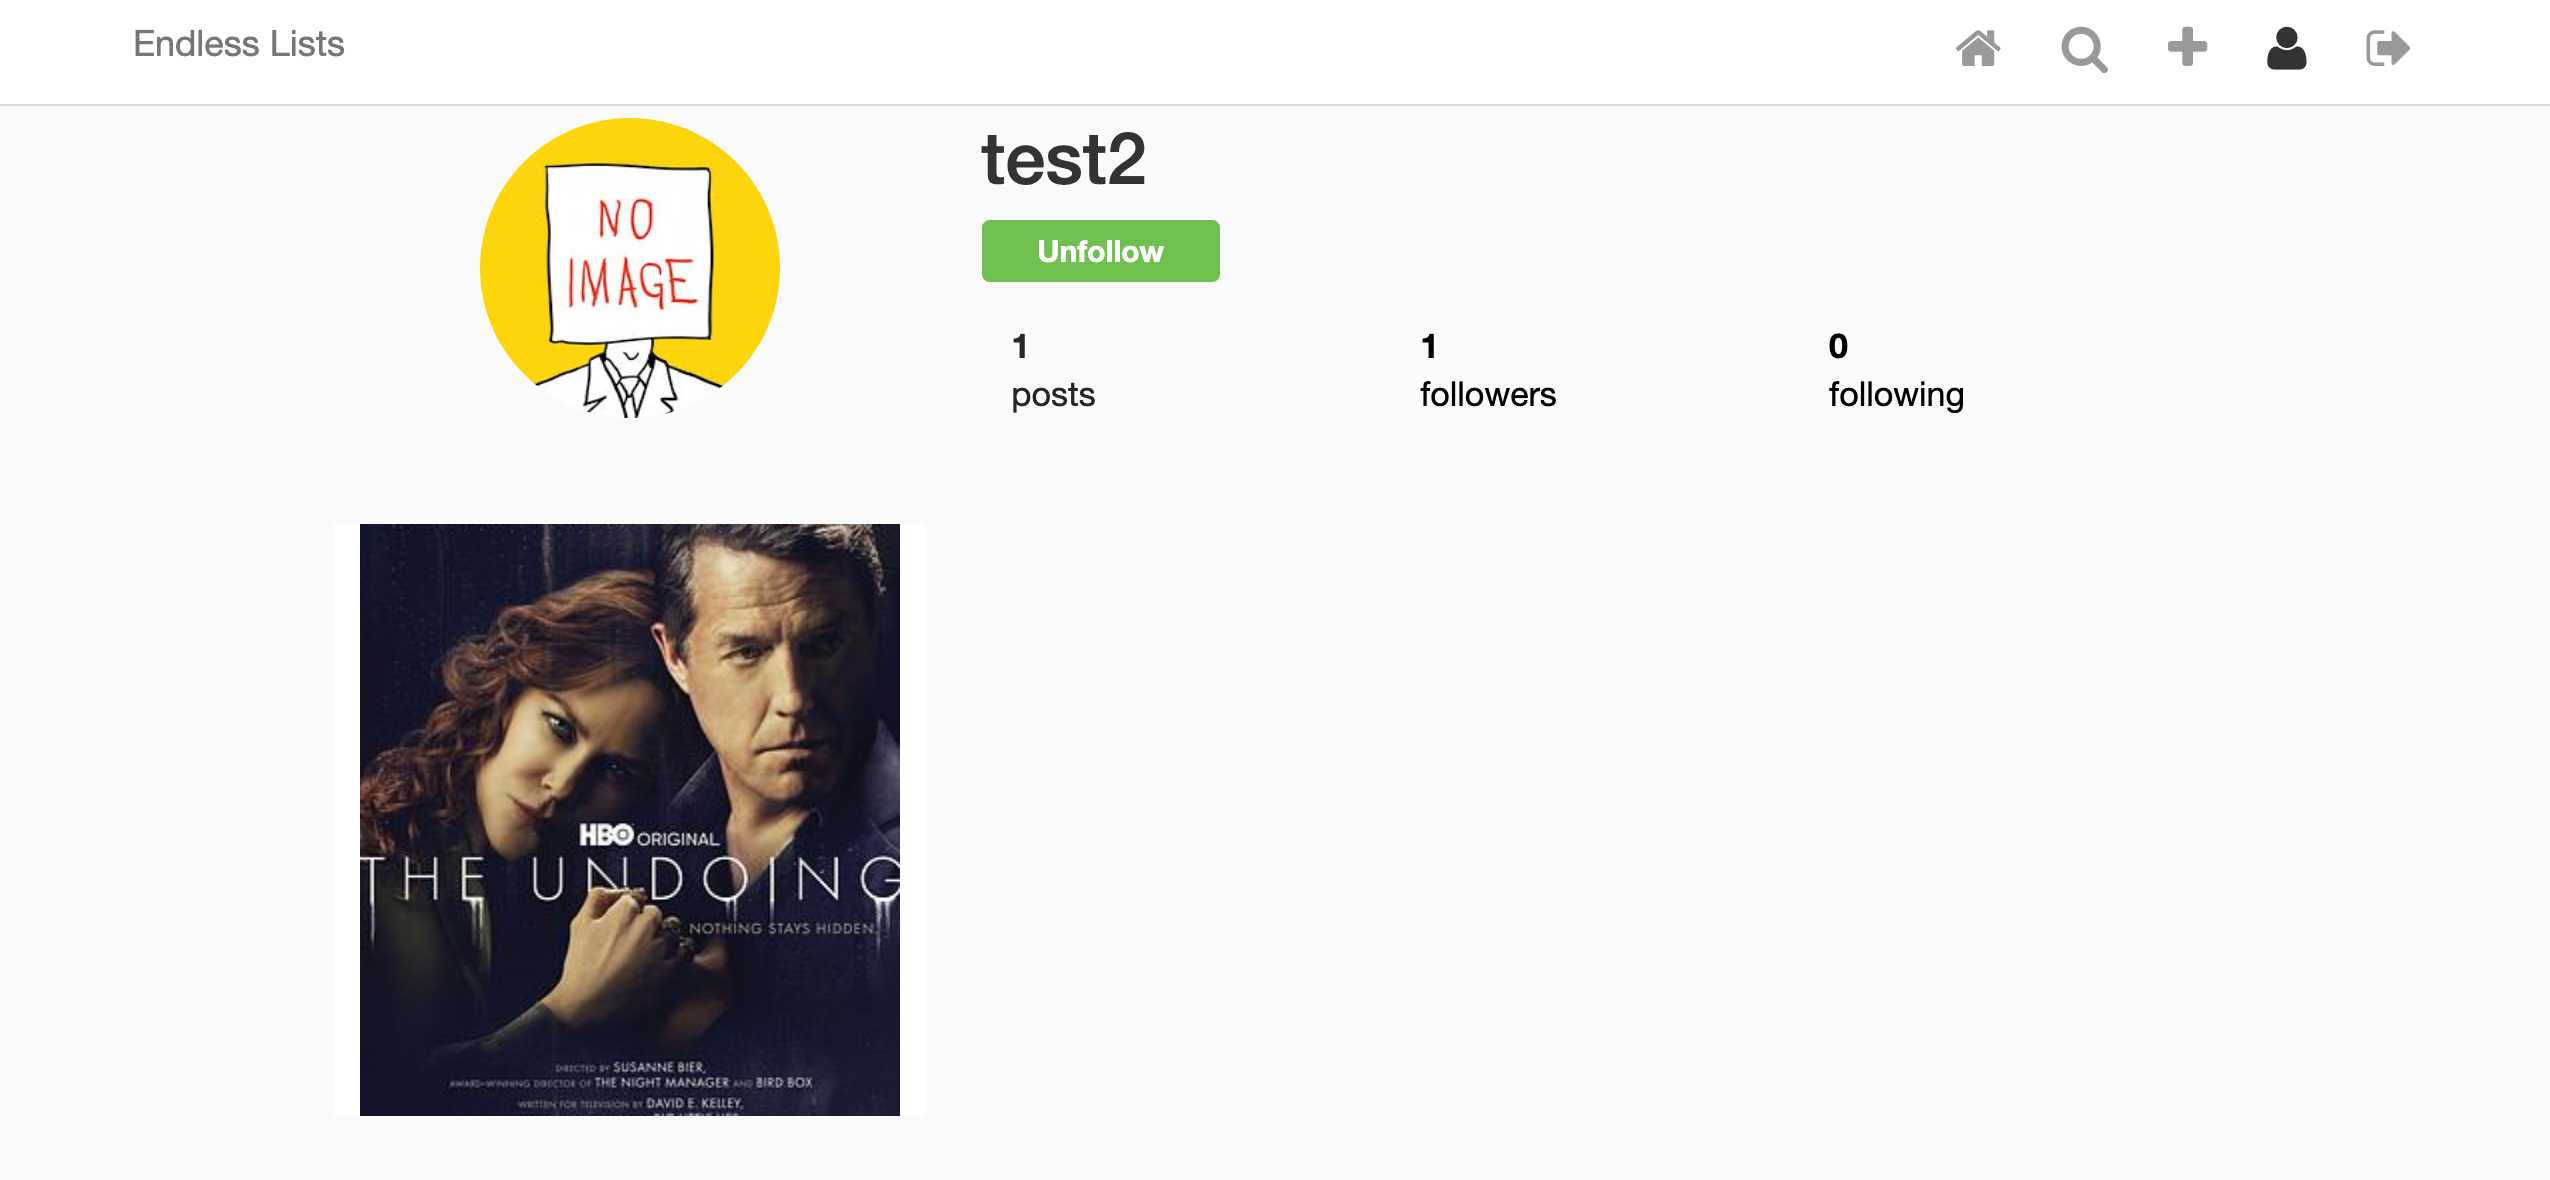 Endless Lists
test2
NO
IMAGE
Unfollow
1
posts
1
followers
0
following
HBO ORIGINAL
THE UNDOING
NOTHING STAYS HIDDEN.
DIRECTED BY SUSANNE BIER,
AWARD-WINNING DIRECTOR OF THE NIGHT MANAGER AND BIRD BOX
WRITTEN FOR TELEVISION BY DAVID E. KELLEY,